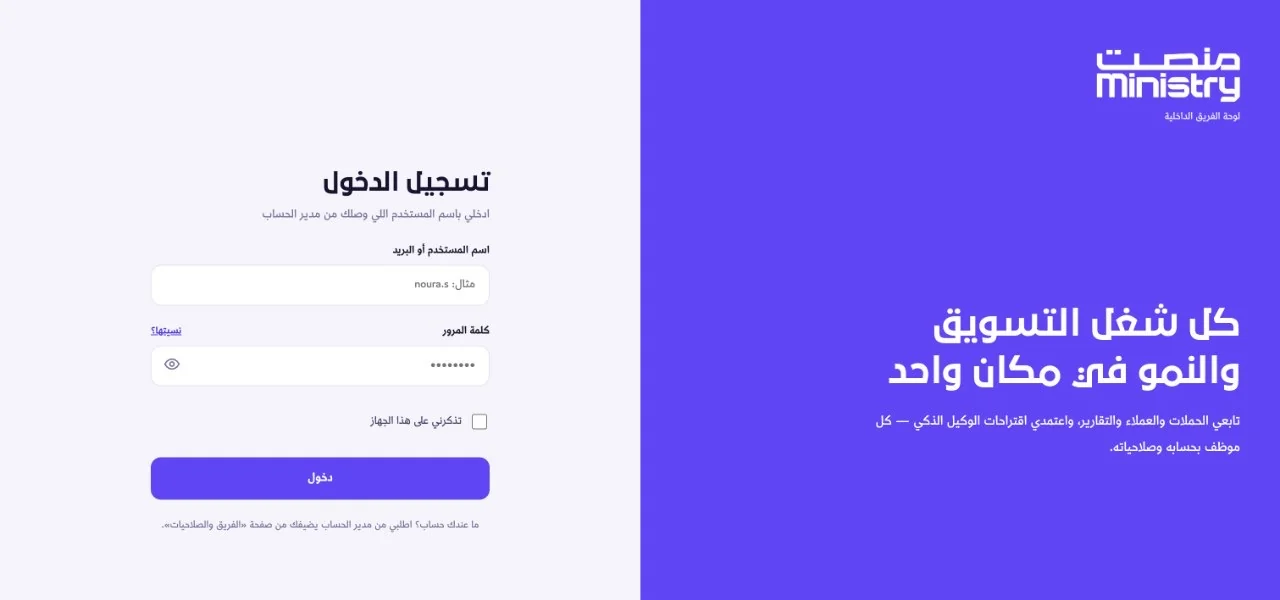 منصت
Ministry
لوحة الفريق الداخلية
كل شغل التسويق
والنمو في مكان واحد
تابعي الحملات والعملاء والتقارير، واعتمدي اقتراحات الوكيل الذكي — كل
موظف بحسابه وصلاحياته.
تسجيل الدخول
ادخلي باسم المستخدم اللي وصلك من مدير الحساب
اسم المستخدم أو البريد
مثال: noura.s
كلمة المرور
نسيتها؟
تذكرني على هذا الجهاز
دخول
ما عندك حساب؟ اطلبي من مدير الحساب يضيفك من صفحة «الفريق والصلاحيات».